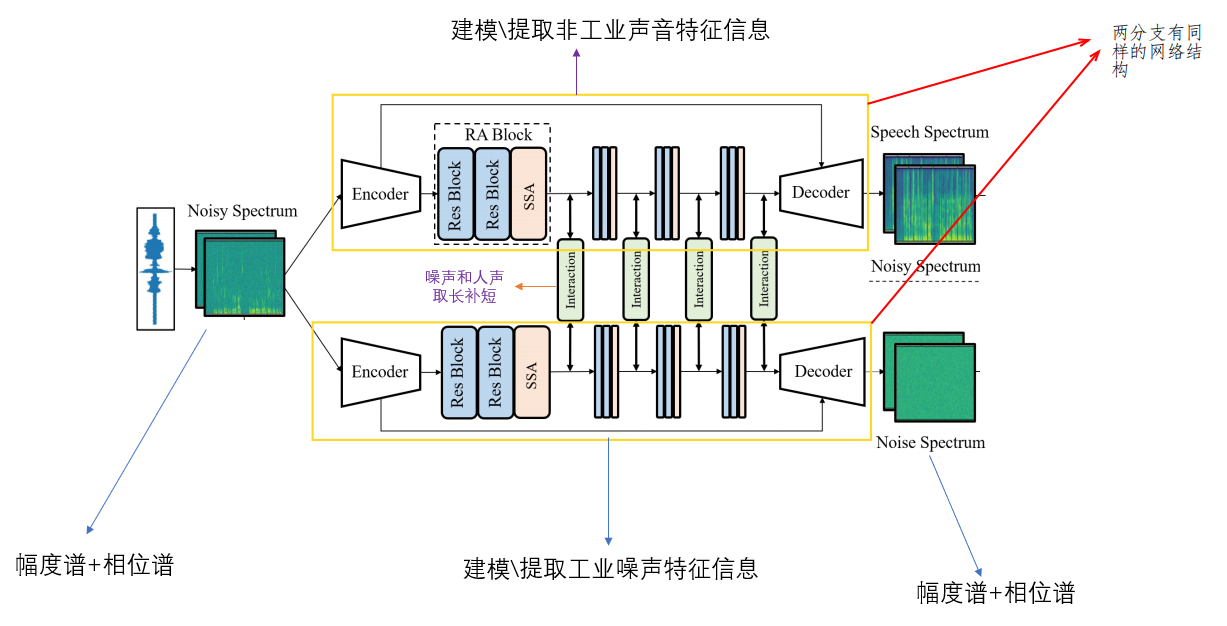 建模\提取非工业声音特征信息
两分支有同
样的网络结
构
RA Block
Speech Spectrum
Encoder
Res Block
Res Block
SSA
Decoder
Noisy Spectrum
Noisy Spectrum
噪声和人声
取长补短
Interaction
Interaction
Interaction
Interaction
Encoder
Res Block
Res Block
SSA
Decoder
Noise Spectrum
幅度谱+相位谱
建模\提取工业噪声特征信息
幅度谱+相位谱